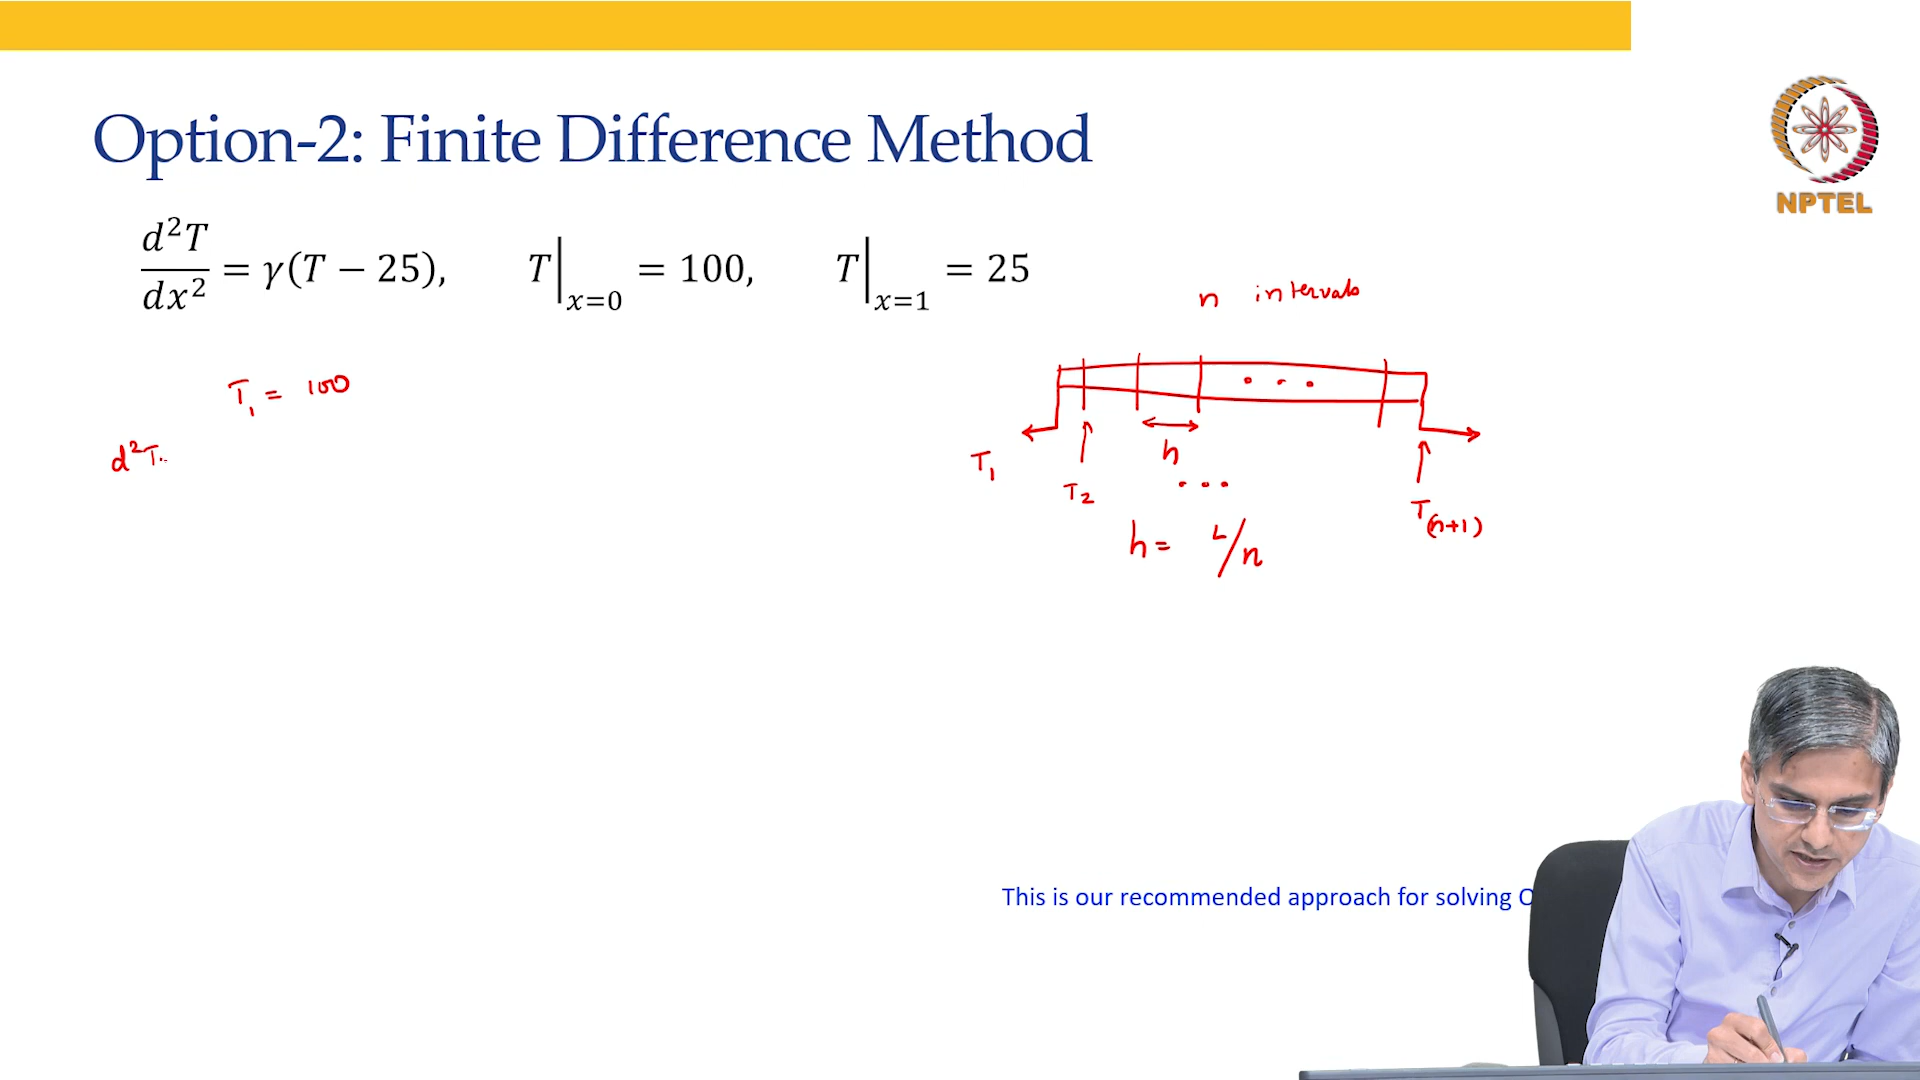 Option-2: Finite Difference Method
NPTEL
d²T/dx² = γ(T − 25), T|x=0 = 100, T|x=1 = 25
n intervals
T₁ = 100
d²T
h
T₁
T₂
...
T(n+1)
h = L/n
This is our recommended approach for solving O